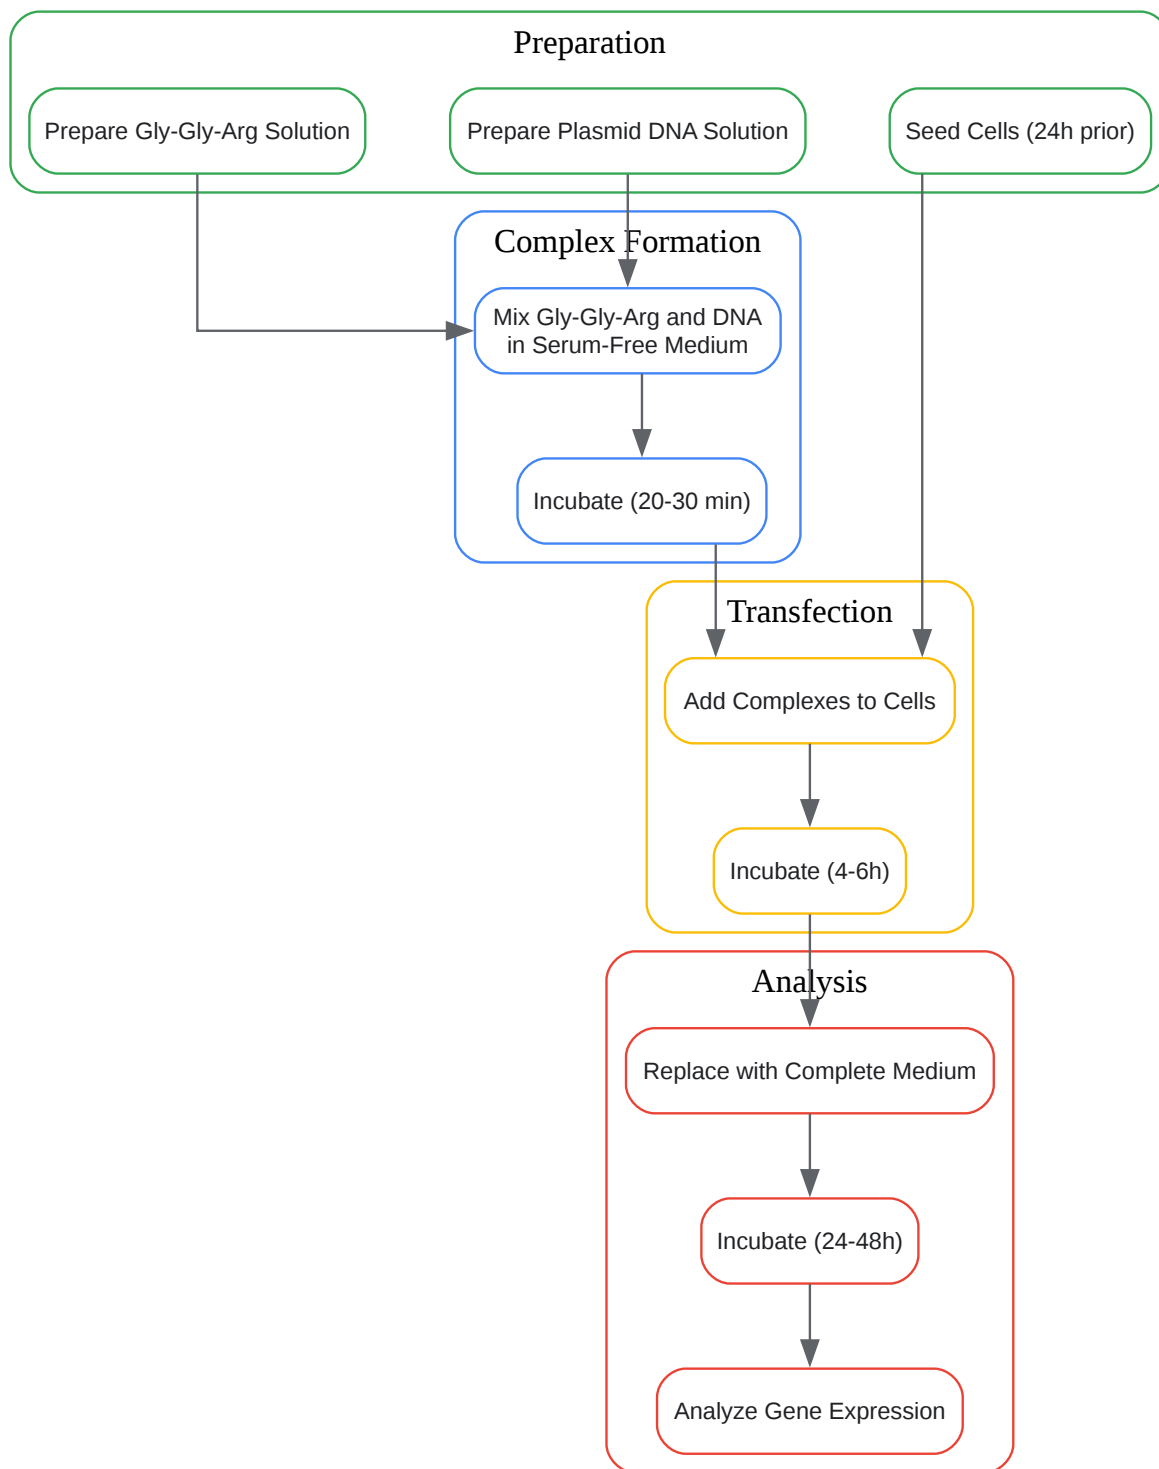 Preparation
Prepare Gly-Gly-Arg Solution
Prepare Plasmid DNA Solution
Seed Cells (24h prior)
Complex Formation
Mix Gly-Gly-Arg and DNA
in Serum-Free Medium
Incubate (20-30 min)
Transfection
Add Complexes to Cells
Incubate (4-6h)
Analysis
Replace with Complete Medium
Incubate (24-48h)
Analyze Gene Expression